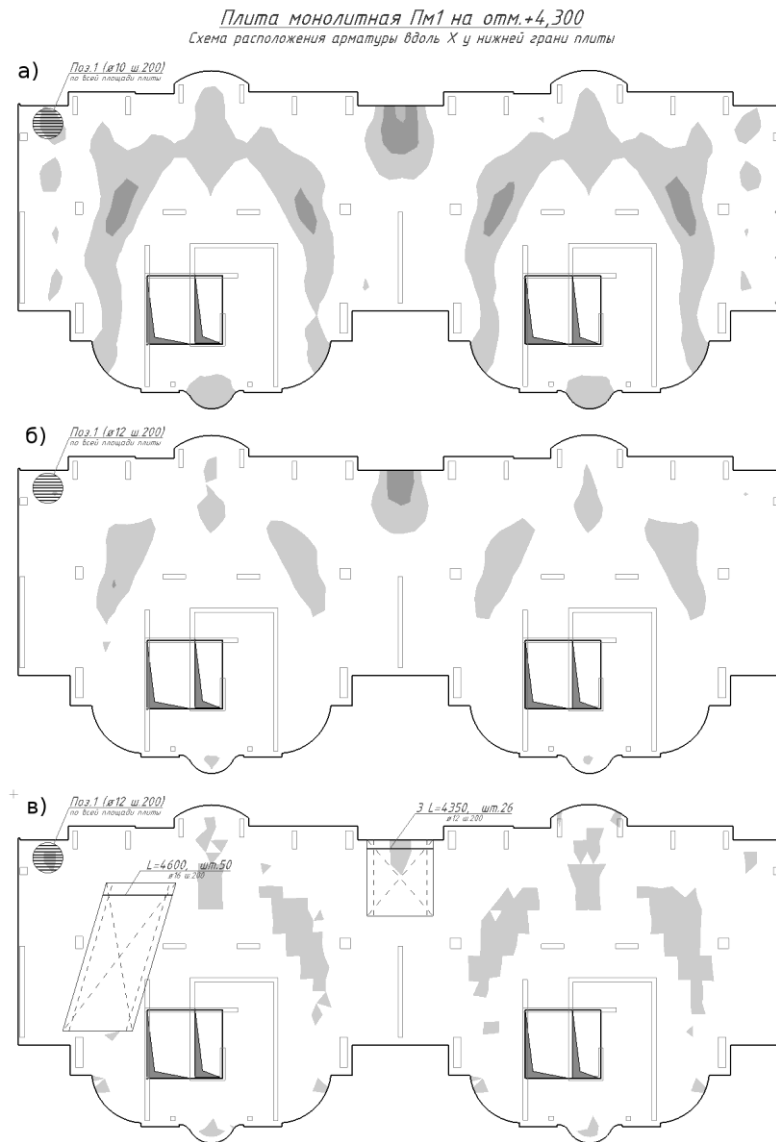 Плита монолитная Пм1 на отм.+4,300
Схема расположения арматуры вдоль X у нижней грани плиты
а)
Поз.1 (ø10 ш.200)
по всей площади плиты
б)
Поз.1 (ø12 ш.200)
по всей площади плиты
в)
Поз.1 (ø12 ш.200)
по всей площади плиты
3 L=4350, шт.26
ø12 ш.200
L=4600, шт.50
ø16 ш.200